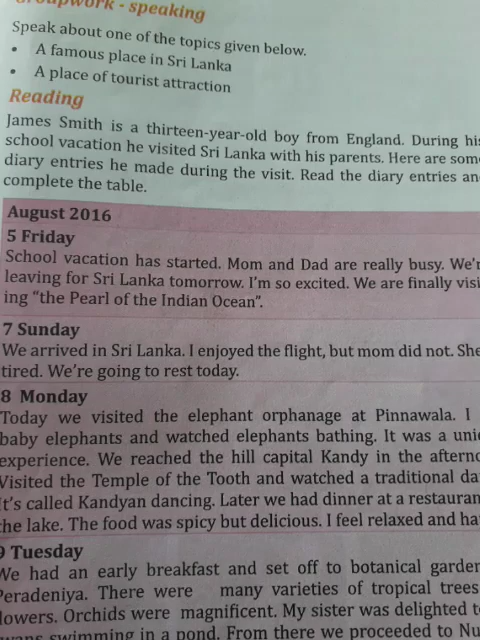 Groupwork - speaking
Speak about one of the topics given below.
• A famous place in Sri Lanka
• A place of tourist attraction
Reading
James Smith is a thirteen-year-old boy from England. During his
school vacation he visited Sri Lanka with his parents. Here are som
diary entries he made during the visit. Read the diary entries an
complete the table.
August 2016
5 Friday
School vacation has started. Mom and Dad are really busy. We'r
leaving for Sri Lanka tomorrow. I'm so excited. We are finally visi
ing "the Pearl of the Indian Ocean".
7 Sunday
We arrived in Sri Lanka. I enjoyed the flight, but mom did not. She
tired. We're going to rest today.
8 Monday
Today we visited the elephant orphanage at Pinnawala. I
baby elephants and watched elephants bathing. It was a uni
experience. We reached the hill capital Kandy in the afterno
Visited the Temple of the Tooth and watched a traditional da
It's called Kandyan dancing. Later we had dinner at a restauran
the lake. The food was spicy but delicious. I feel relaxed and ha
9 Tuesday
We had an early breakfast and set off to botanical garden
Peradeniya. There were many varieties of tropical trees
lowers. Orchids were magnificent. My sister was delighted t
wans swimming in a pond. From there we proceeded to Nu